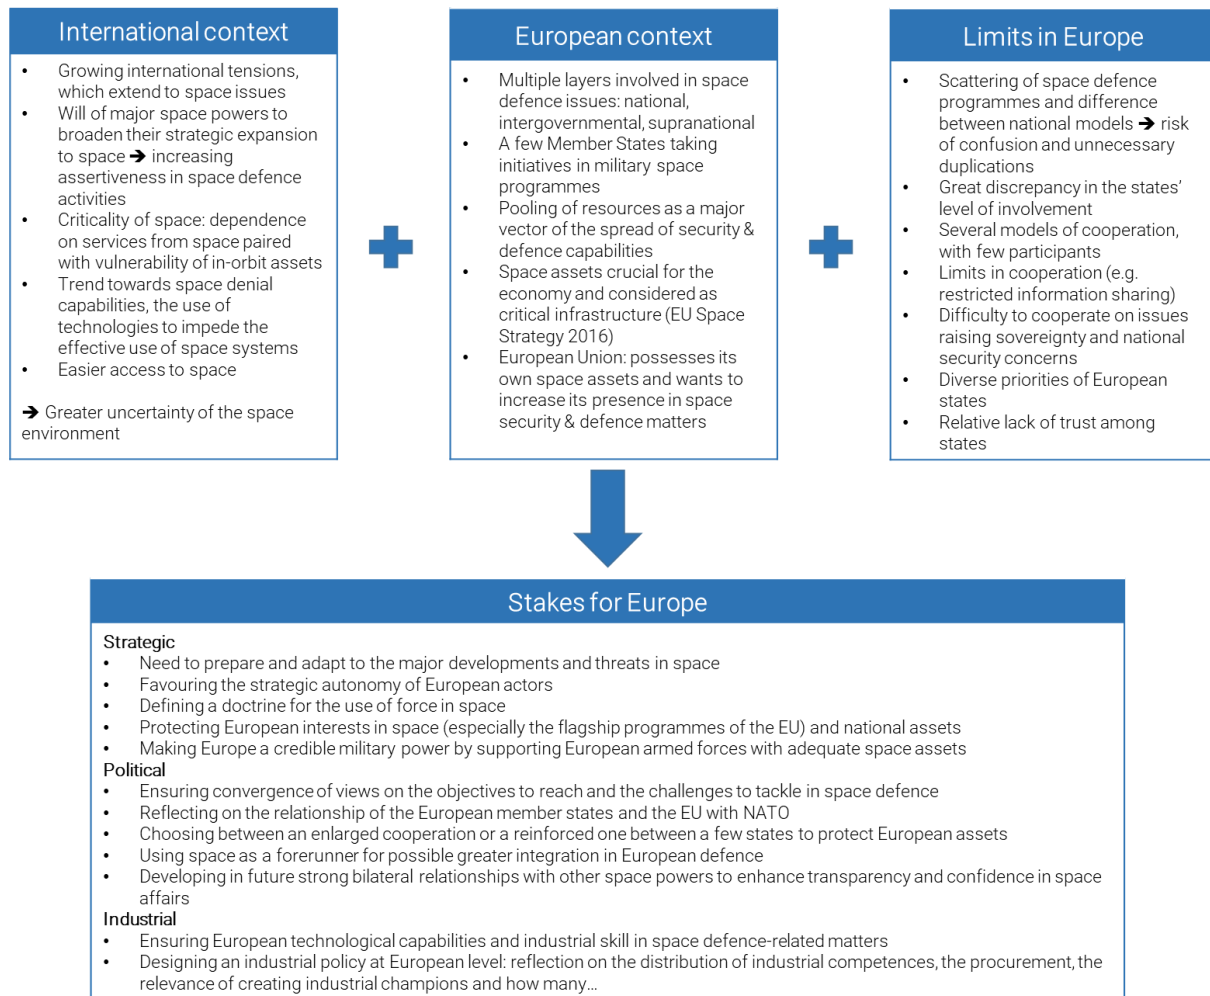 International context
• Growing international tensions,
which extend to space issues
• Will of major space powers to
broaden their strategic expansion
to space ➔ increasing
assertiveness in space defence
activities
• Criticality of space: dependence
on services from space paired
with vulnerability of in-orbit assets
• Trend towards space denial
capabilities, the use of
technologies to impede the
effective use of space systems
• Easier access to space
➔ Greater uncertainty of the space
environment
European context
• Multiple layers involved in space
defence issues: national,
intergovernmental, supranational
• A few Member States taking
initiatives in military space
programmes
• Pooling of resources as a major
vector of the spread of security &
defence capabilities
• Space assets crucial for the
economy and considered as
critical infrastructure (EU Space
Strategy 2016)
• European Union: possesses its
own space assets and wants to
increase its presence in space
security & defence matters
Limits in Europe
• Scattering of space defence
programmes and difference
between national models ➔ risk
of confusion and unnecessary
duplications
• Great discrepancy in the states’
level of involvement
• Several models of cooperation,
with few participants
• Limits in cooperation (e.g.
restricted information sharing)
• Difficulty to cooperate on issues
raising sovereignty and national
security concerns
• Diverse priorities of European
states
• Relative lack of trust among
states
Stakes for Europe
Strategic
• Need to prepare and adapt to the major developments and threats in space
• Favouring the strategic autonomy of European actors
• Defining a doctrine for the use of force in space
• Protecting European interests in space (especially the flagship programmes of the EU) and national assets
• Making Europe a credible military power by supporting European armed forces with adequate space assets
Political
• Ensuring convergence of views on the objectives to reach and the challenges to tackle in space defence
• Reflecting on the relationship of the European member states and the EU with NATO
• Choosing between an enlarged cooperation or a reinforced one between a few states to protect European assets
• Using space as a forerunner for possible greater integration in European defence
• Developing in future strong bilateral relationships with other space powers to enhance transparency and confidence in space
affairs
Industrial
• Ensuring European technological capabilities and industrial skill in space defence-related matters
• Designing an industrial policy at European level: reflection on the distribution of industrial competences, the procurement, the
relevance of creating industrial champions and how many…